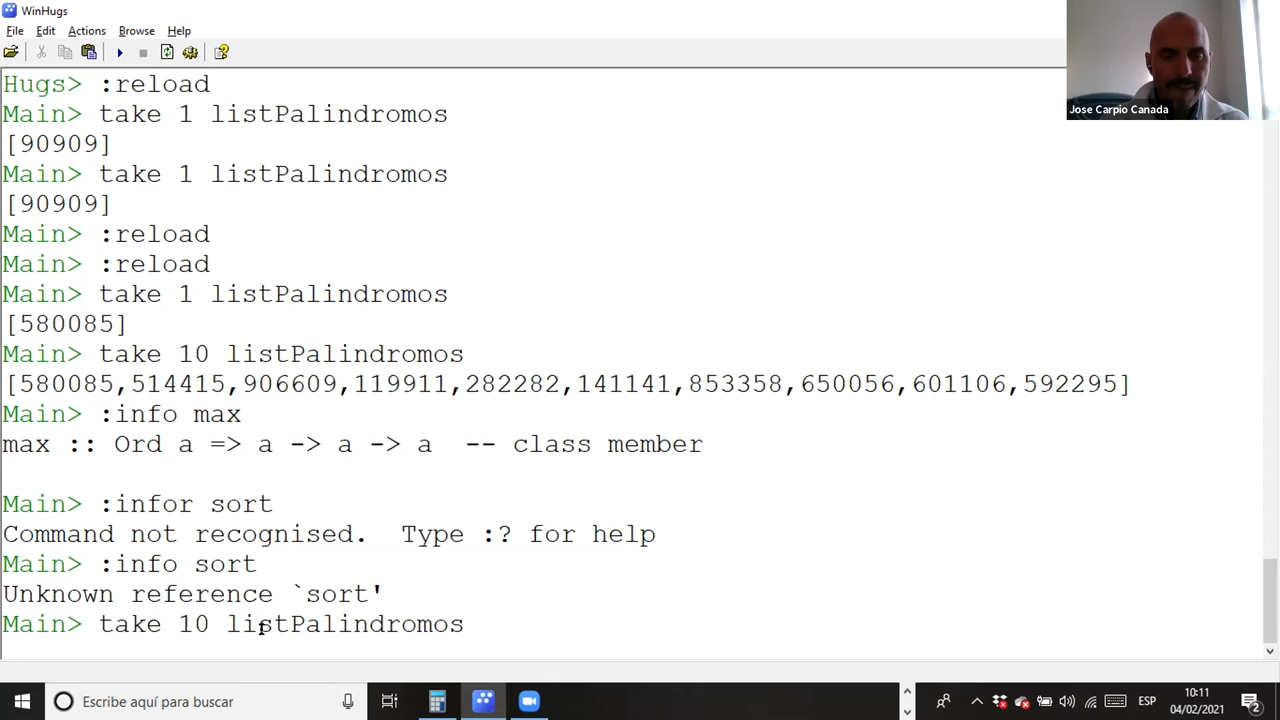 WinHugs
File Edit Actions Browse Help
Jose Carpio Canada
Hugs> :reload
Main> take 1 listPalindromos
[90909]
Main> take 1 listPalindromos
[90909]
Main> :reload
Main> :reload
Main> take 1 listPalindromos
[580085]
Main> take 10 listPalindromos
[580085,514415,906609,119911,282282,141141,853358,650056,601106,592295]
Main> :info max
max :: Ord a => a -> a -> a  -- class member
Main> :infor sort
Command not recognised.  Type :? for help
Main> :info sort
Unknown reference `sort'
Main> take 10 listPalindromos
Escribe aquí para buscar
ESP
10:11
04/02/2021
2